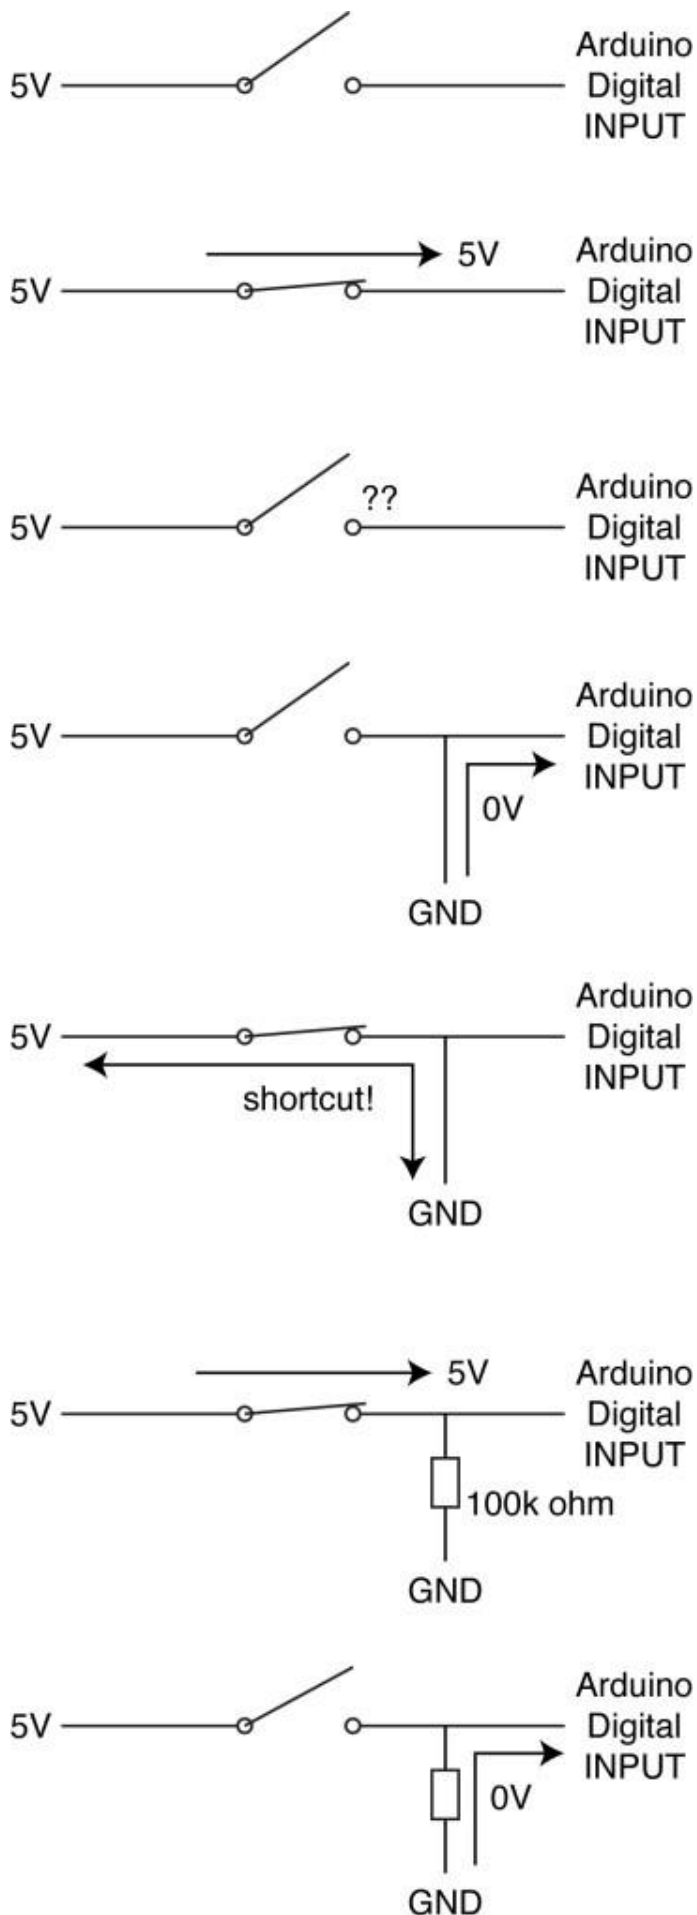 5V
Arduino
Digital
INPUT
5V
5V
Arduino
Digital
INPUT
5V
??
Arduino
Digital
INPUT
5V
Arduino
Digital
INPUT
0V
GND
5V
Arduino
Digital
INPUT
shortcut!
GND
5V
5V
Arduino
Digital
INPUT
100k ohm
GND
5V
Arduino
Digital
INPUT
0V
GND